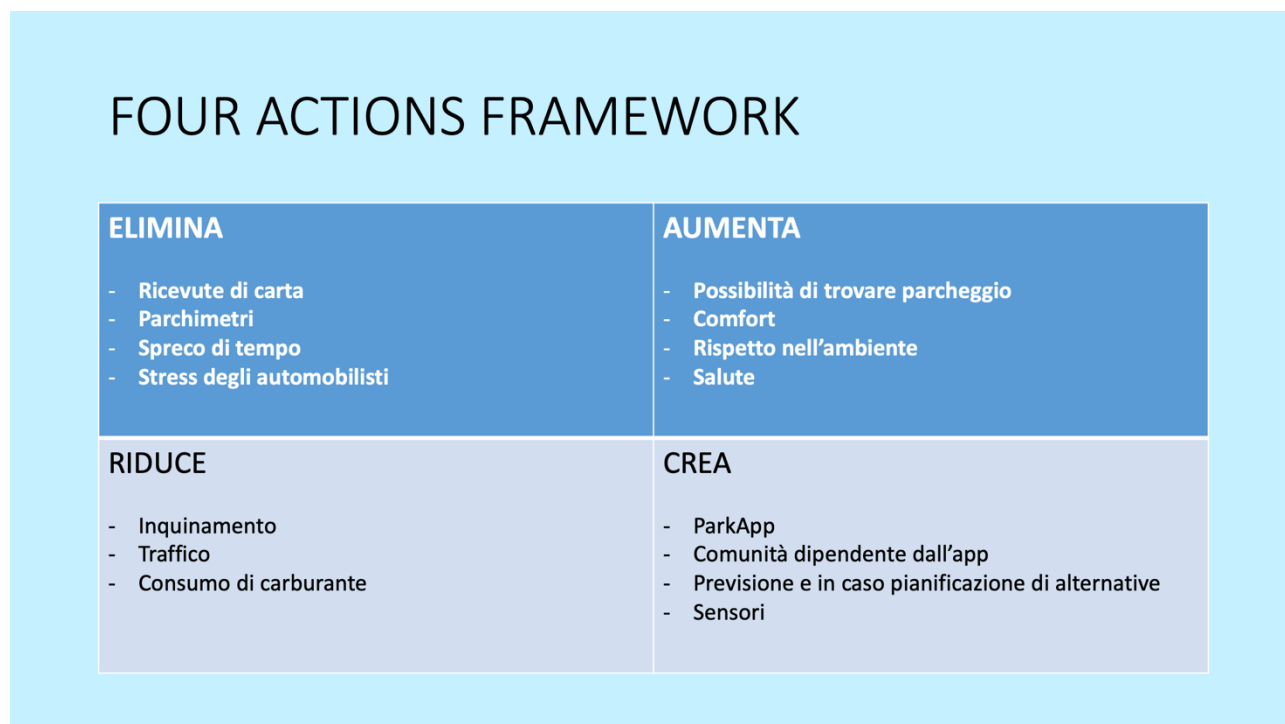 FOUR ACTIONS FRAMEWORK
ELIMINA
- Ricevute di carta
- Parchimetri
- Spreco di tempo
- Stress degli automobilisti
AUMENTA
- Possibilità di trovare parcheggio
- Comfort
- Rispetto nell’ambiente
- Salute
RIDUCE
- Inquinamento
- Traffico
- Consumo di carburante
CREA
- ParkApp
- Comunità dipendente dall’app
- Previsione e in caso pianificazione di alternative
- Sensori